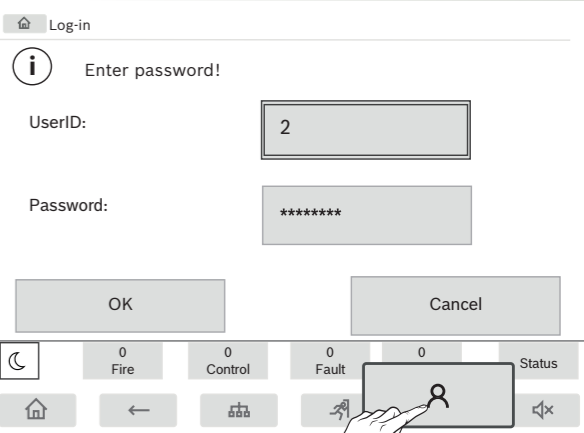 Log-in
i
Enter password!
UserID:
2
Password:
********
OK
Cancel
0
Fire
0
Control
0
Fault
0
Status